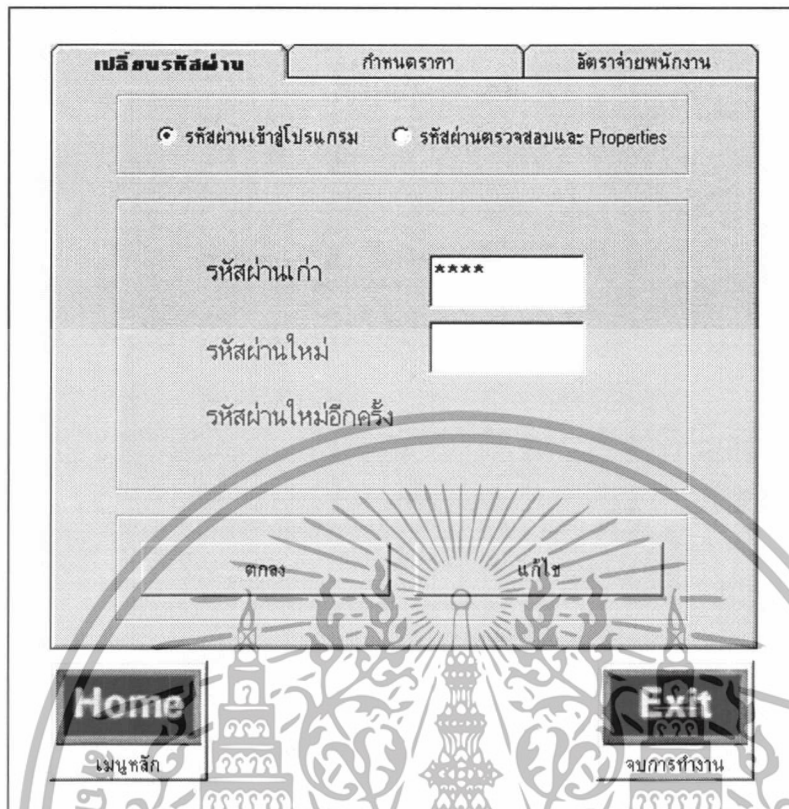 เปลี่ยนรหัสผ่าน กำหนดราคา อัตราจ่ายพนักงาน
รหัสผ่านเข้าสู่โปรแกรม รหัสผ่านตรวจสอบและ Properties
รหัสผ่านเก่า ****
รหัสผ่านใหม่
รหัสผ่านใหม่อีกครั้ง
ตกลง แก้ไข
Home Exit
เมนูหลัก จบการทำงาน